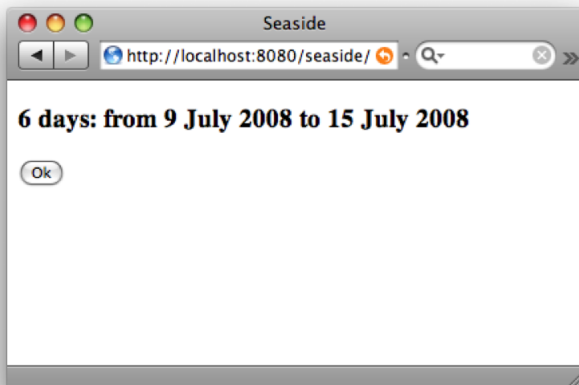 Seaside
http://localhost:8080/seaside/
6 days: from 9 July 2008 to 15 July 2008
Ok